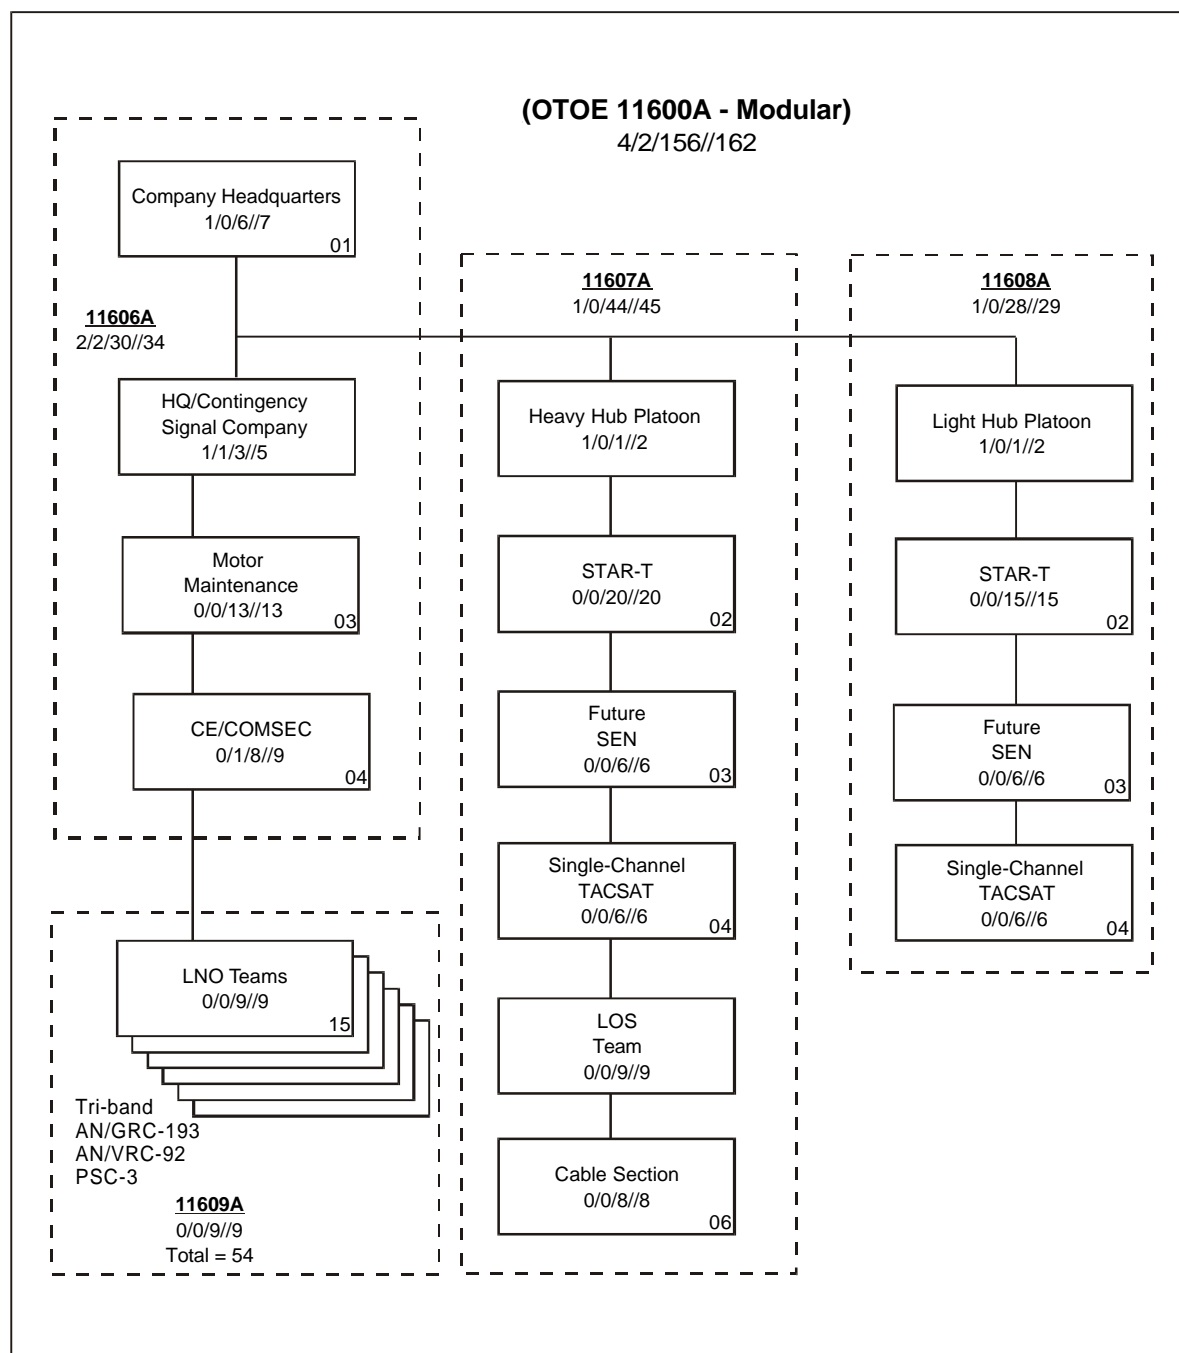 (OTOE 11600A - Modular)
4/2/156//162
Company Headquarters
1/0/6//7
01
11606A
2/2/30//34
HQ/Contingency
Signal Company
1/1/3//5
Motor
Maintenance
0/0/13//13
03
CE/COMSEC
0/1/8//9
04
LNO Teams
0/0/9//9
15
Tri-band
AN/GRC-193
AN/VRC-92
PSC-3
11609A
0/0/9//9
Total = 54
11607A
1/0/44//45
Heavy Hub Platoon
1/0/1//2
STAR-T
0/0/20//20
02
Future
SEN
0/0/6//6
03
Single-Channel
TACSAT
0/0/6//6
04
LOS
Team
0/0/9//9
Cable Section
0/0/8//8
06
11608A
1/0/28//29
Light Hub Platoon
1/0/1//2
STAR-T
0/0/15//15
02
Future
SEN
0/0/6//6
03
Single-Channel
TACSAT
0/0/6//6
04